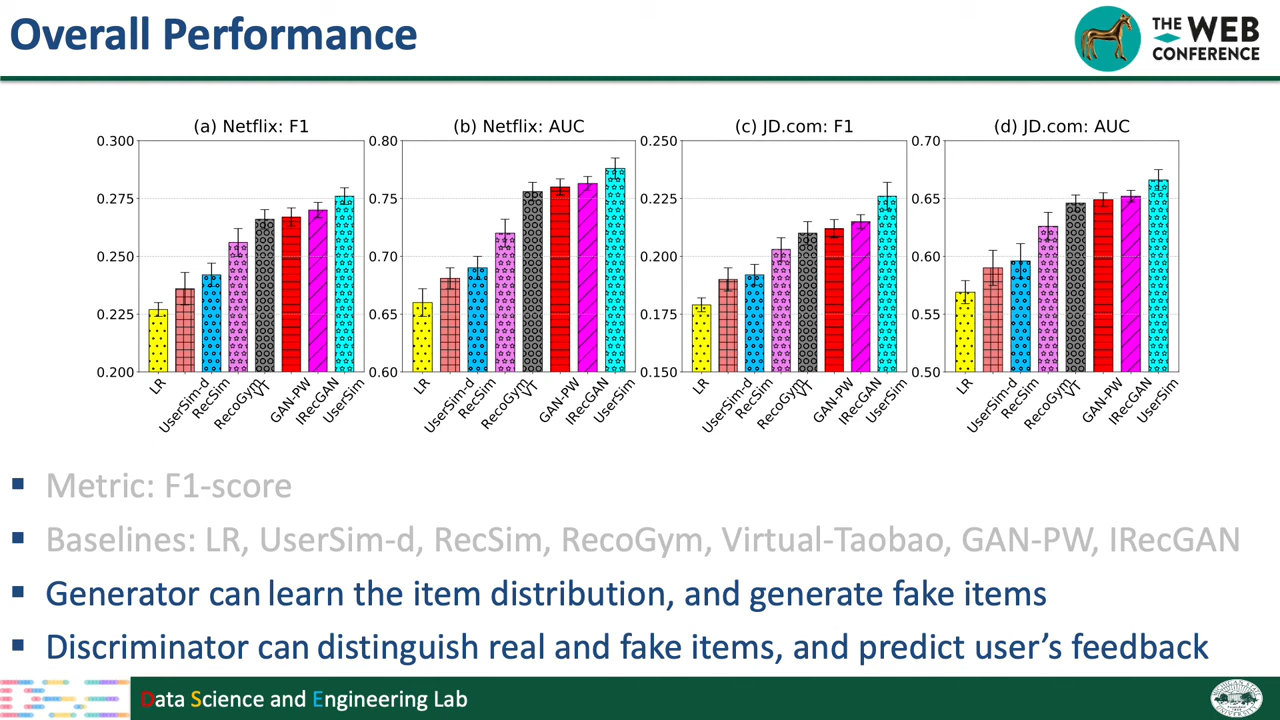 Overall Performance
THE WEB
CONFERENCE
(a) Netflix: F1
(b) Netflix: AUC
(c) JD.com: F1
(d) JD.com: AUC
0.300
0.275
0.250
0.225
0.200
LR
UserSim-d
RecSim
RecoGym
VT
GAN-PW
IRecGAN
UserSim
0.80
0.75
0.70
0.65
0.60
LR
UserSim-d
RecSim
RecoGym
VT
GAN-PW
IRecGAN
UserSim
0.250
0.225
0.200
0.175
0.150
LR
UserSim-d
RecSim
RecoGym
VT
GAN-PW
IRecGAN
UserSim
0.70
0.65
0.60
0.55
0.50
LR
UserSim-d
RecSim
RecoGym
VT
GAN-PW
IRecGAN
UserSim
▪ Metric: F1-score
▪ Baselines: LR, UserSim-d, RecSim, RecoGym, Virtual-Taobao, GAN-PW, IRecGAN
▪ Generator can learn the item distribution, and generate fake items
▪ Discriminator can distinguish real and fake items, and predict user's feedback
Data Science and Engineering Lab